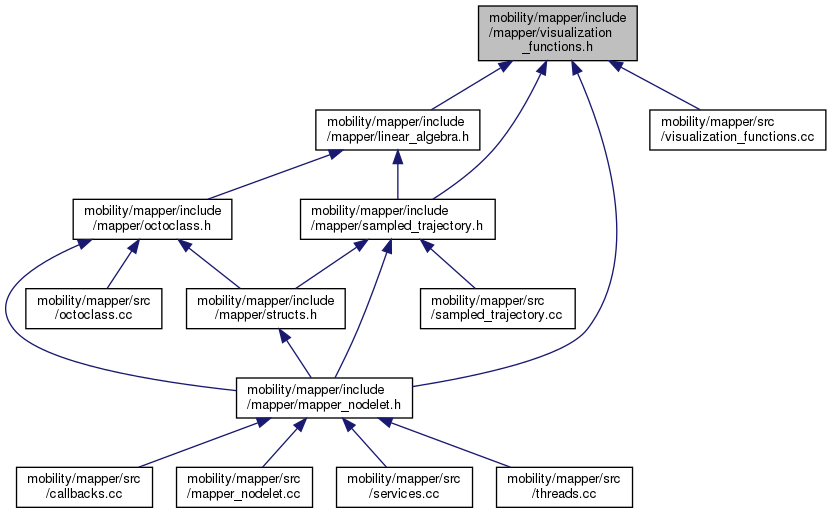 mobility/mapper/include
/mapper/visualization
_functions.h
mobility/mapper/include
/mapper/linear_algebra.h
mobility/mapper/src
/visualization_functions.cc
mobility/mapper/include
/mapper/octoclass.h
mobility/mapper/include
/mapper/sampled_trajectory.h
mobility/mapper/src
/octoclass.cc
mobility/mapper/include
/mapper/structs.h
mobility/mapper/src
/sampled_trajectory.cc
mobility/mapper/include
/mapper/mapper_nodelet.h
mobility/mapper/src
/callbacks.cc
mobility/mapper/src
/mapper_nodelet.cc
mobility/mapper/src
/services.cc
mobility/mapper/src
/threads.cc